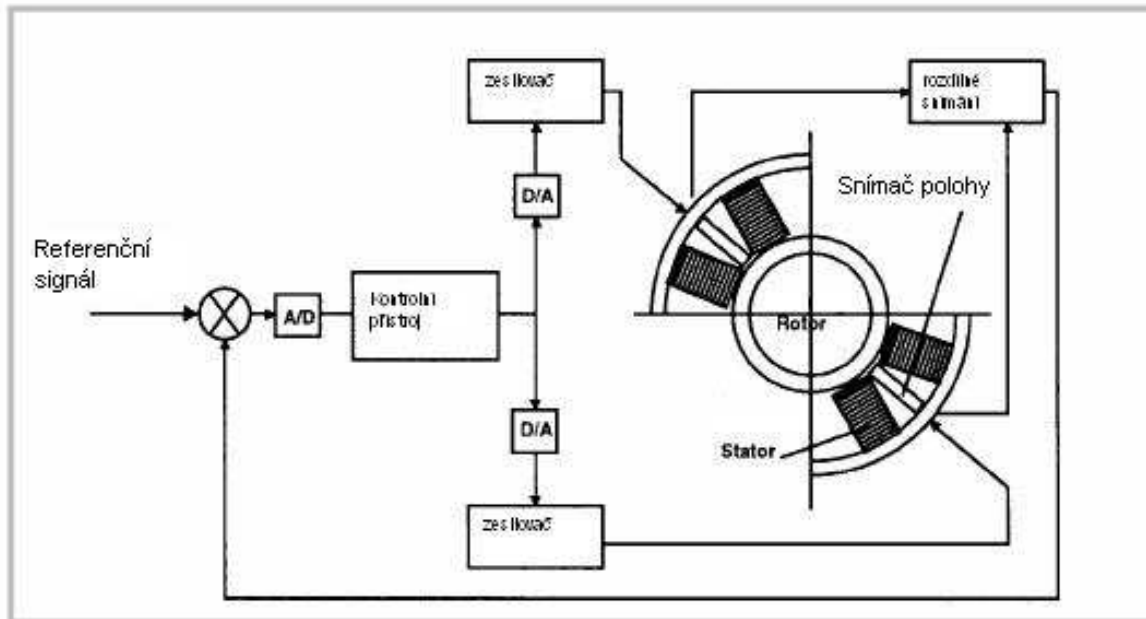 zesilovač
rozdílné
snímání
D/A
Snímač polohy
Referenční
signál
A/D
Kontrolní
přístroj
Rotor
D/A
Stator
zesilovač